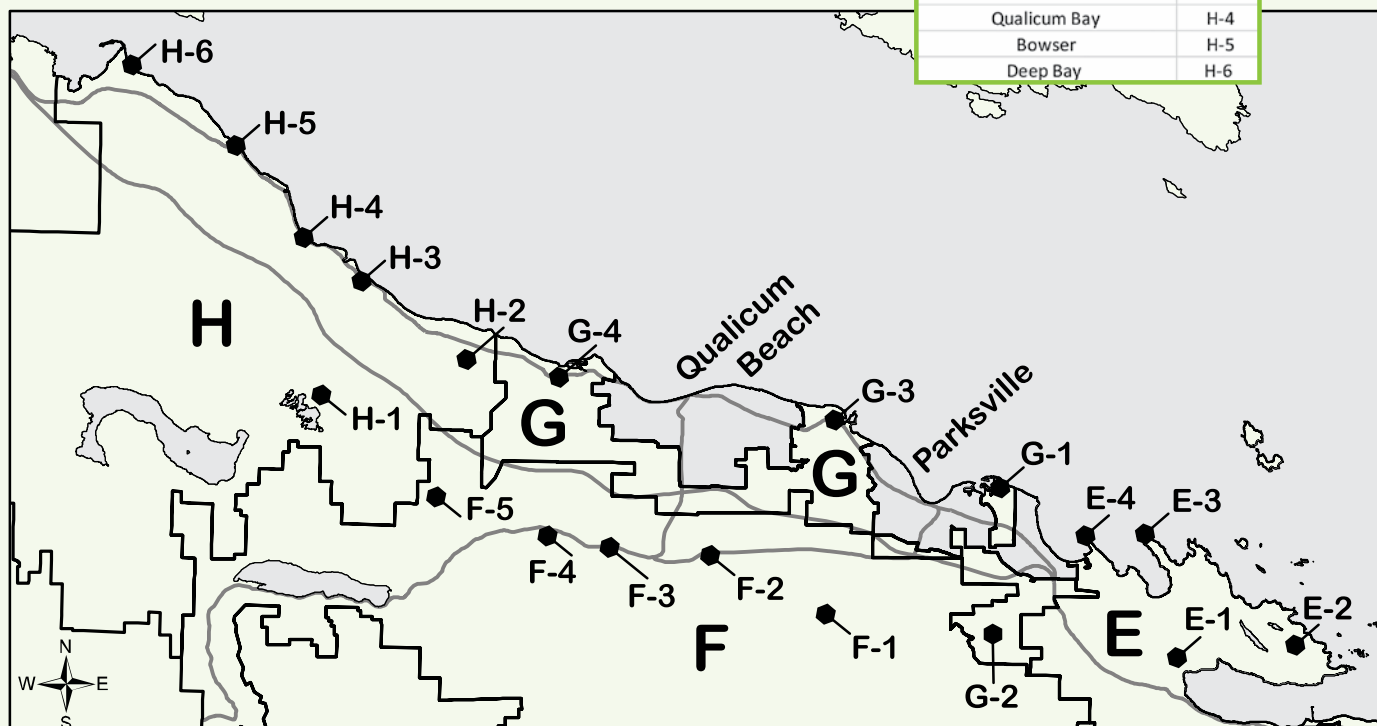 Qualicum Bay H-4
Bowser H-5
Deep Bay H-6
H-6
H-5
H-4
H-3
H-2
G-4
Qualicum
Beach
H
G-3
Parksville
H-1
G
G
G-1
F-5
E-4
E-3
F-4
F-3
F-2
F-1
F
E
E-1
E-2
G-2
N
W E
S